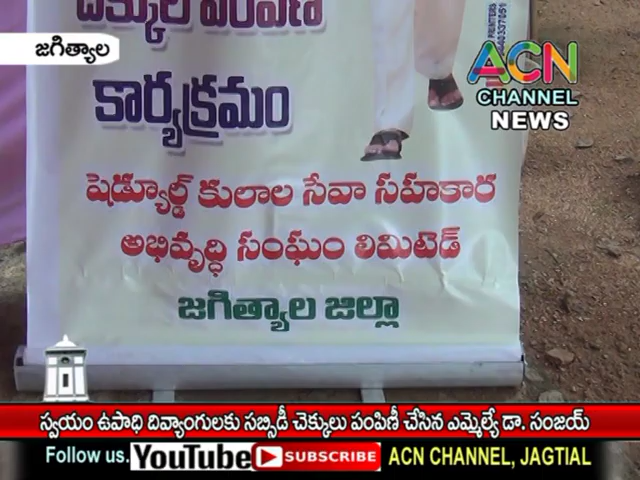 చెక్కుల పంపిణీ
కార్యక్రమం
షెడ్యూల్డ్ కులాల సేవా సహకార
అభివృద్ధి సంఘం లిమిటెడ్
జగిత్యాల జిల్లా
జగిత్యాల
ACN
CHANNEL
NEWS
స్వయం ఉపాధి దివ్యాంగులకు సబ్సిడీ చెక్కులు పంపిణీ చేసిన ఎమ్మెల్యే డా. సంజయ్
Follow us. YouTube SUBSCRIBE ACN CHANNEL, JAGTIAL